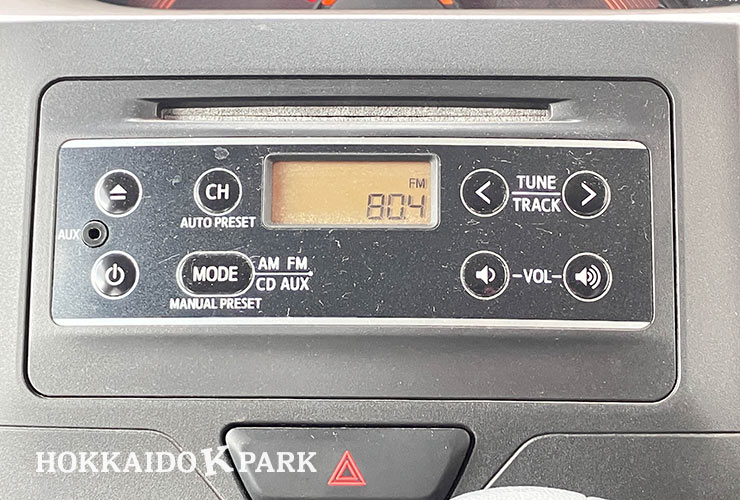 CH
AUTO PRESET
FM
80.4
TUNE
TRACK
AUX
MODE
AM FM
CD AUX
MANUAL PRESET
VOL
HOKKAIDO K PARK